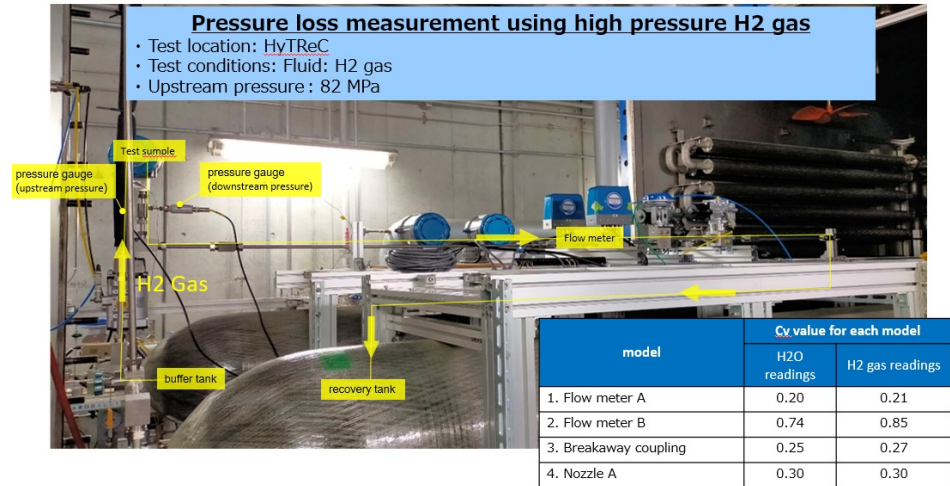 Pressure loss measurement using high pressure H2 gas
・Test location: HyTReC
・Test conditions: Fluid: H2 gas
・Upstream pressure : 82 MPa
Test sumole
pressure gauge
(upstream pressure)
pressure gauge
(downstream pressure)
Flow meter
H2 Gas
buffer tank
recovery tank
model
Cv value for each model
H2O
readings
H2 gas readings
1. Flow meter A 0.20 0.21
2. Flow meter B 0.74 0.85
3. Breakaway coupling 0.25 0.27
4. Nozzle A 0.30 0.30